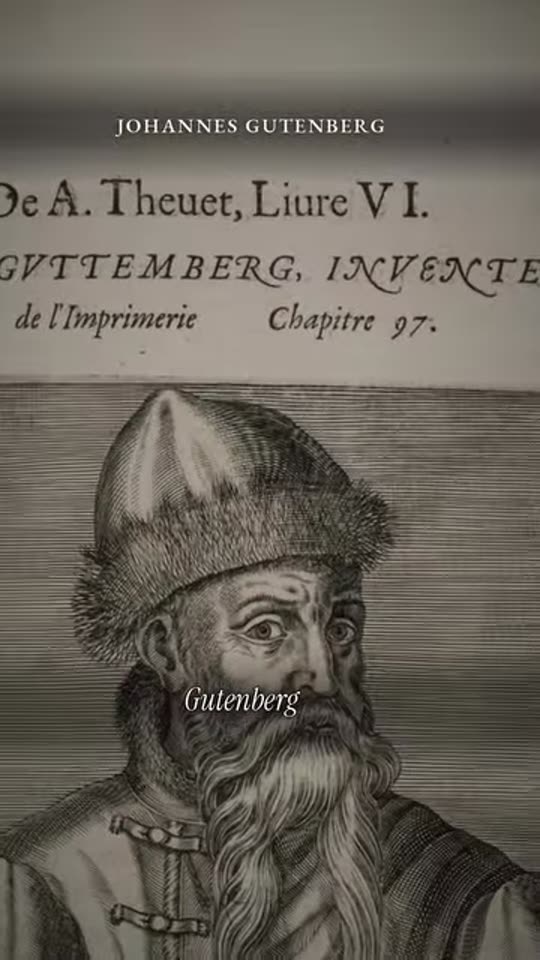 JOHANNES GUTENBERG
De A. Theuet, Liure VI.
GVTTEMBERG, INVENTE
de l'Imprimerie Chapitre 97.
Gutenberg